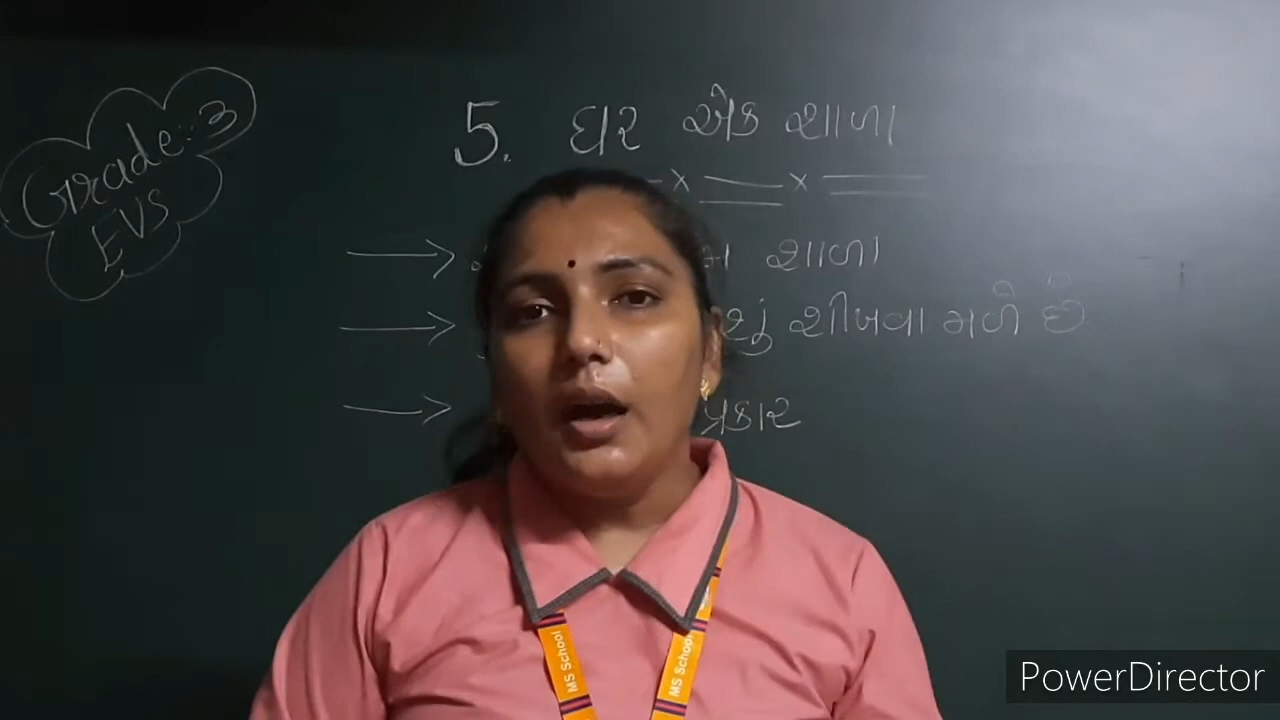 Grade : 3
EVS
5. ઘર એક શાળા
શાળા
શું શીખવા મળે છે
પ્રકાર
MS School
MS School
PowerDirector